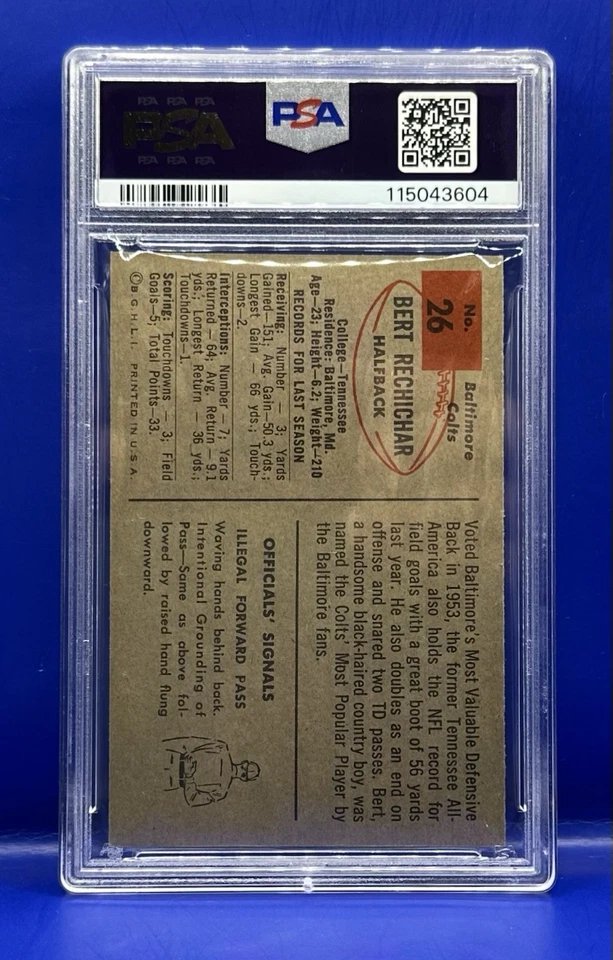 PSA PSA PSA
PSA
PSA PSA PSA
PSA
115043604
No.
26
Baltimore
Colts
BERT RECHICHAR
HALFBACK
College—Tennessee
Residence: Baltimore, Md.
Age—23; Height—6.2; Weight—210
RECORDS FOR LAST SEASON
Receiving: Number — 3; Yards
Gained—151; Avg. Gain—50.3 yds.;
Longest Gain — 66 yds.; Touch-
downs—2.
Interceptions: Number — 7; Yards
Returned — 64; Avg. Return — 9.1
yds.; Longest Return — 36 yds.;
Touchdowns—1.
Scoring: Touchdowns — 3; Field
Goals—5; Total Points—33.
©B.G.H.L.I. PRINTED IN U.S.A.
Voted Baltimore's Most Valuable Defensive
Back in 1953, the former Tennessee All-
America also holds the NFL record for
field goals with a great boot of 56 yards
last year. He also doubles as an end on
offense and snared two TD passes. Bert,
a handsome black-haired country boy, was
named the Colts' Most Popular Player by
the Baltimore fans.
OFFICIALS' SIGNALS
ILLEGAL FORWARD PASS
Waving hands behind back.
Intentional Grounding of
Pass—Same as above fol-
lowed by raised hand flung
downward.